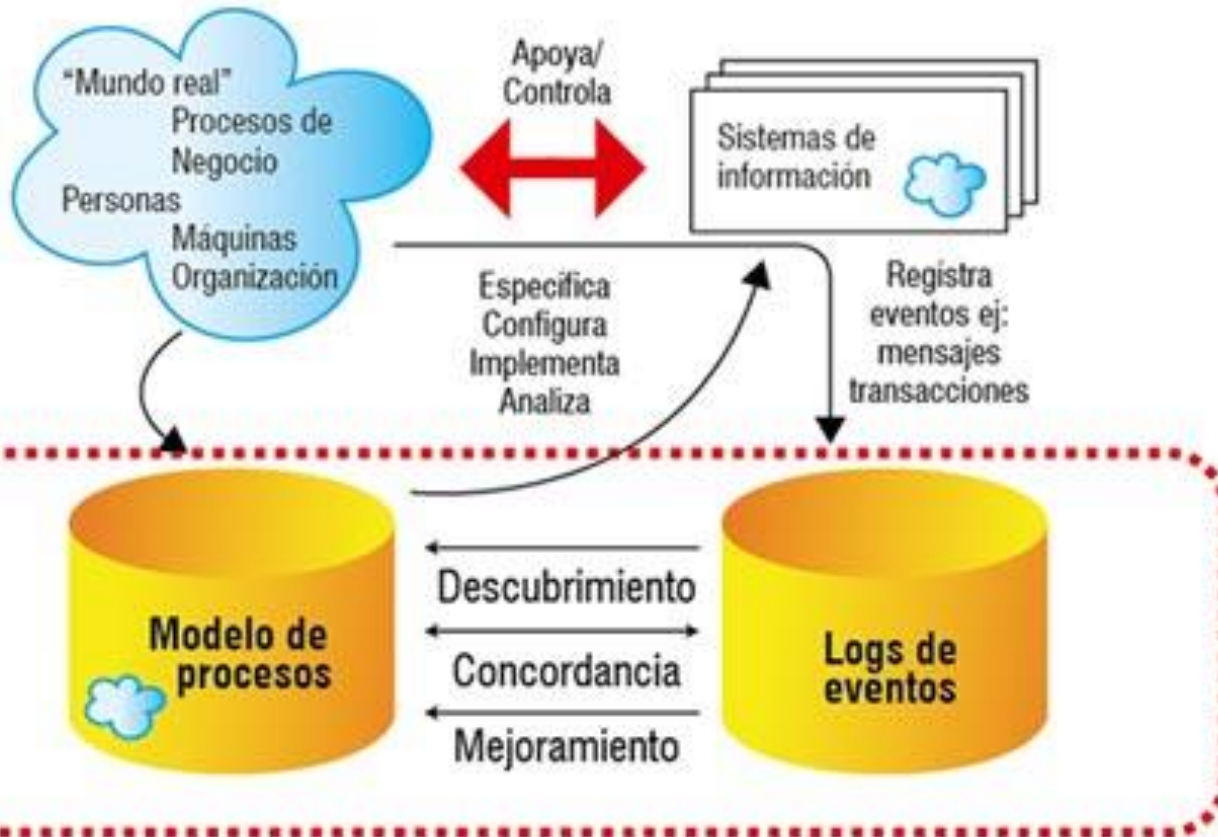 “Mundo real”
Procesos de
Negocio
Personas
Máquinas
Organización
Apoya/
Controla
Sistemas de
información
Especifica
Configura
Implementa
Analiza
Registra
eventos ej:
mensajes
transacciones
Modelo de
procesos
Descubrimiento
Concordancia
Mejoramiento
Logs de
eventos